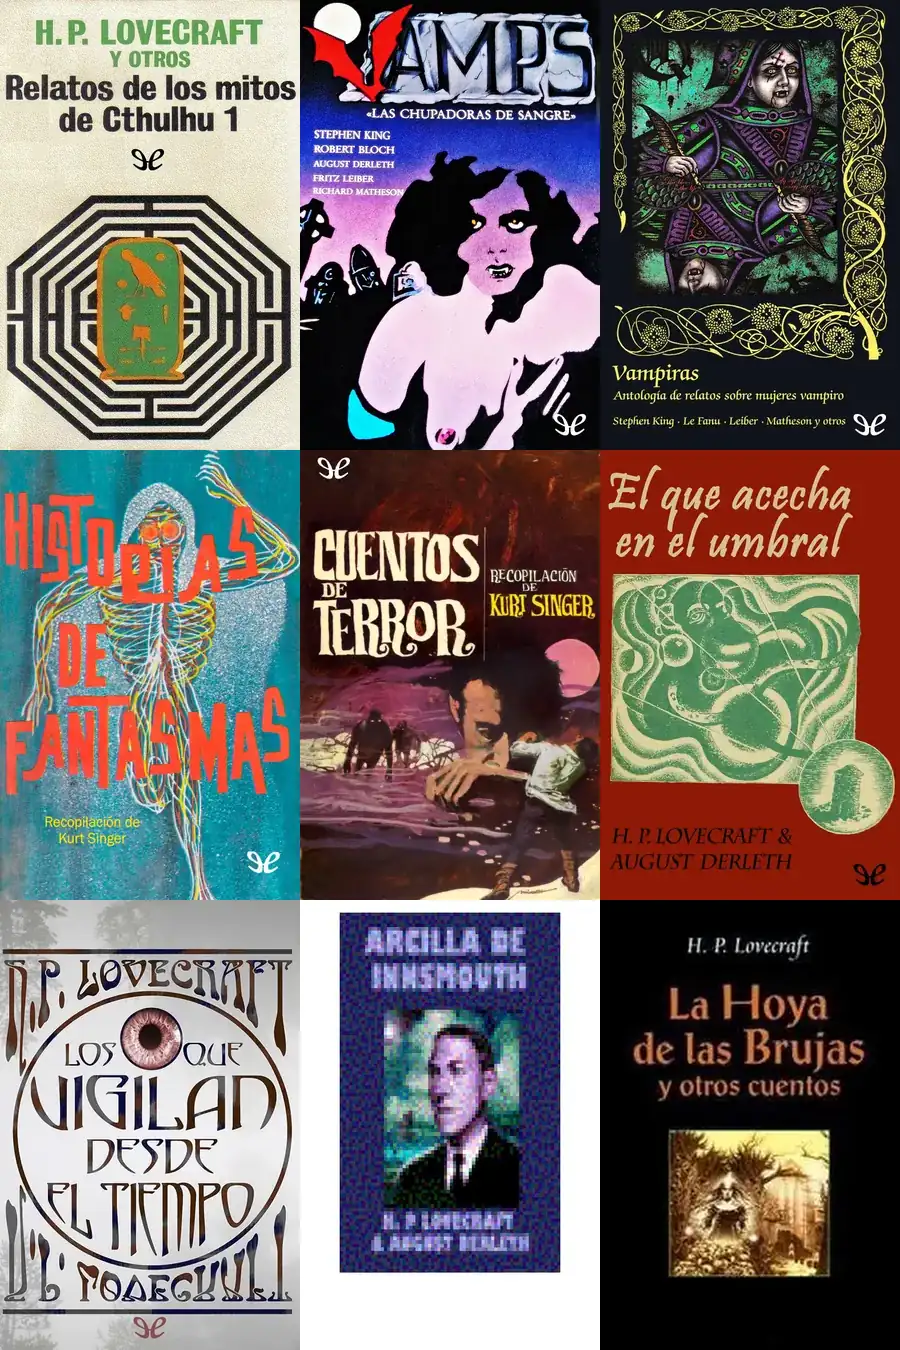 H. P. LOVECRAFT
Y OTROS
Relatos de los mitos
de Cthulhu 1
VAMPS
«LAS CHUPADORAS DE SANGRE»
STEPHEN KING
ROBERT BLOCH
AUGUST DERLETH
FRITZ LEIBER
RICHARD MATHESON
Vampiras
Antología de relatos sobre mujeres vampiro
Stephen King · Le Fanu · Leiber · Matheson y otros
HISTORIAS
DE
FANTASMAS
Recopilación de
Kurt Singer
CUENTOS
DE
TERROR
RECOPILACIÓN
DE
KURT SINGER
El que acecha
en el umbral
H. P. LOVECRAFT &
AUGUST DERLETH
H.P. LOVECRAFT
LOS QUE
VIGILAN
DESDE
EL TIEMPO
ARCILLA DE
INNSMOUTH
H. P LOVECRAFT
& AUGUST DERLETH
H. P. Lovecraft
La Hoya
de las Brujas
y otros cuentos